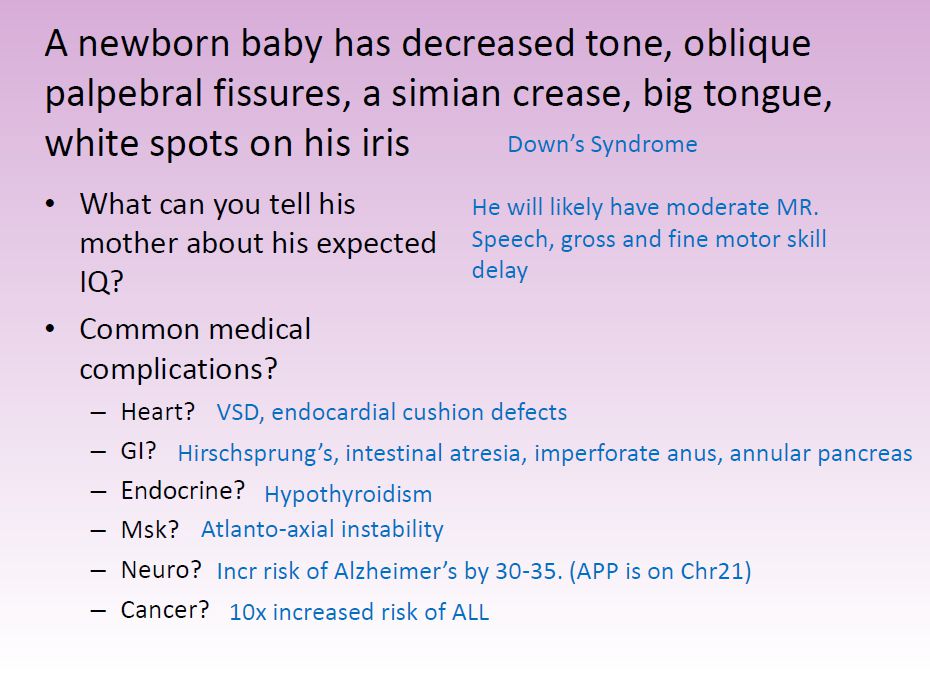 A newborn baby has decreased tone, oblique
palpebral fissures, a simian crease, big tongue,
white spots on his iris
Down's Syndrome
• What can you tell his
mother about his expected
IQ?
He will likely have moderate MR.
Speech, gross and fine motor skill
delay
• Common medical
complications?
– Heart? VSD, endocardial cushion defects
– GI? Hirschsprung's, intestinal atresia, imperforate anus, annular pancreas
– Endocrine? Hypothyroidism
– Msk? Atlanto-axial instability
– Neuro? Incr risk of Alzheimer's by 30-35. (APP is on Chr21)
– Cancer? 10x increased risk of ALL